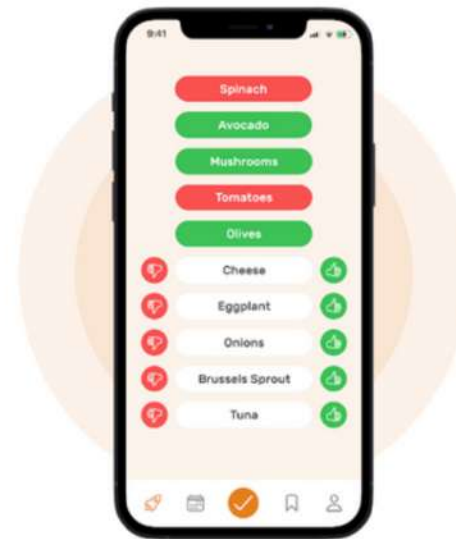 9:41
Spinach
Avocado
Mushrooms
Tomatoes
Olives
Cheese
Eggplant
Onions
Brussels Sprout
Tuna